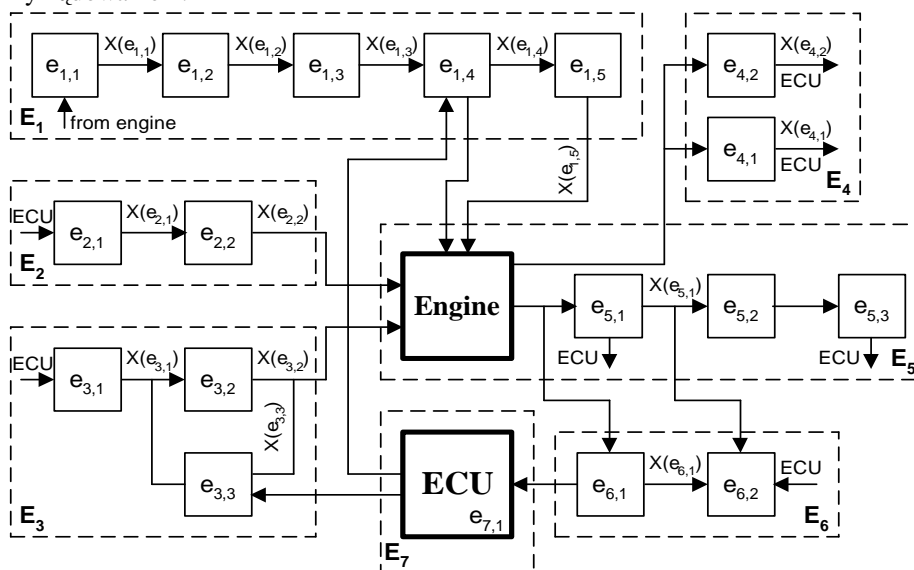 X(e1,1)
X(e1,2)
X(e1,3)
X(e1,4)
e1,1
e1,2
e1,3
e1,4
e1,5
E1
from engine
X(e1,5)
e4,2
X(e4,2)
ECU
e4,1
X(e4,1)
ECU
E4
ECU
e2,1
X(e2,1)
e2,2
X(e2,2)
E2
Engine
e5,1
X(e5,1)
e5,2
e5,3
ECU
ECU
E5
ECU
e3,1
X(e3,1)
e3,2
X(e3,2)
X(e3,3)
e3,3
E3
ECU
e7,1
E7
e6,1
X(e6,1)
e6,2
ECU
E6